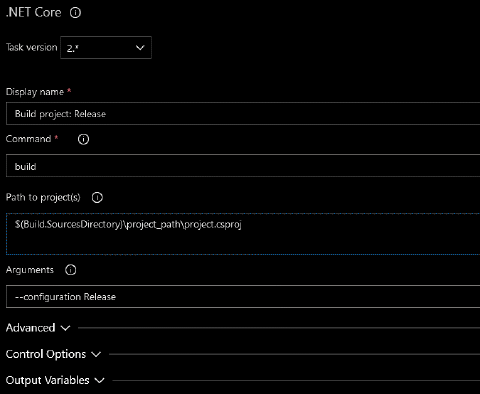 .NET Core
Task version 2.*
Display name *
Build project: Release
Command *
build
Path to project(s)
$(Build.SourcesDirectory)\project_path\project.csproj
Arguments
--configuration Release
Advanced
Control Options
Output Variables